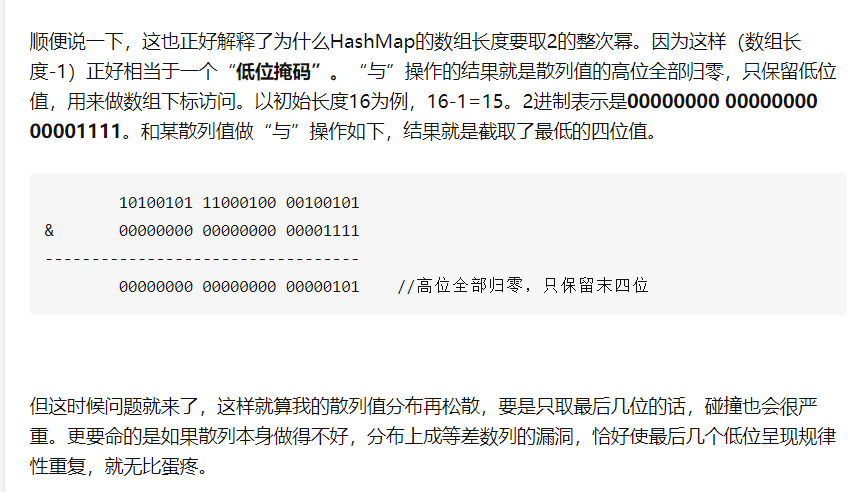 顺便说一下，这也正好解释了为什么HashMap的数组长度要取2的整次幂。因为这样（数组长
度-1）正好相当于一个“低位掩码”。“与”操作的结果就是散列值的高位全部归零，只保留低位
值，用来做数组下标访问。以初始长度16为例，16-1=15。2进制表示是00000000 00000000
00001111。和某散列值做“与”操作如下，结果就是截取了最低的四位值。
10100101 11000100 00100101
& 00000000 00000000 00001111
----------------------------------
00000000 00000000 00000101 //高位全部归零，只保留末四位
但这时候问题就来了，这样就算我的散列值分布再松散，要是只取最后几位的话，碰撞也会很严
重。更要命的是如果散列本身做得不好，分布上成等差数列的漏洞，恰好使最后几个低位呈现规律
性重复，就无比蛋疼。